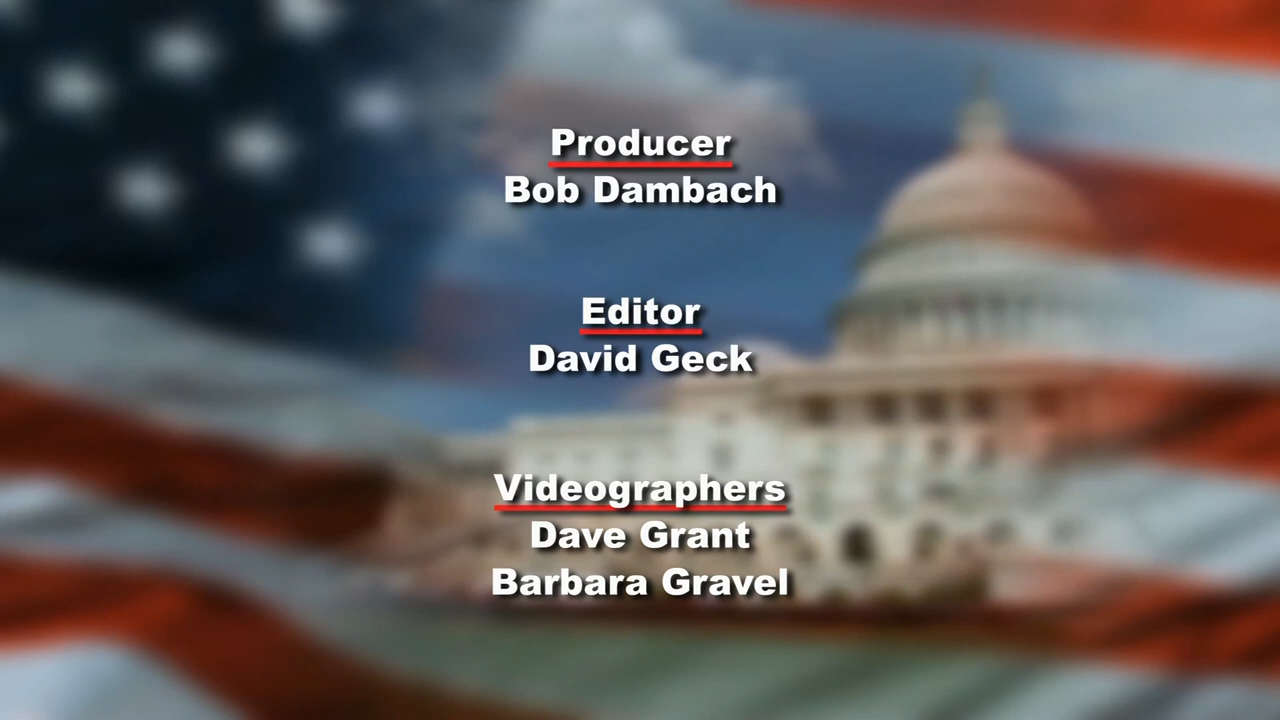 Producer
Bob Dambach
Editor
David Geck
Videographers
Dave Grant
Barbara Gravel